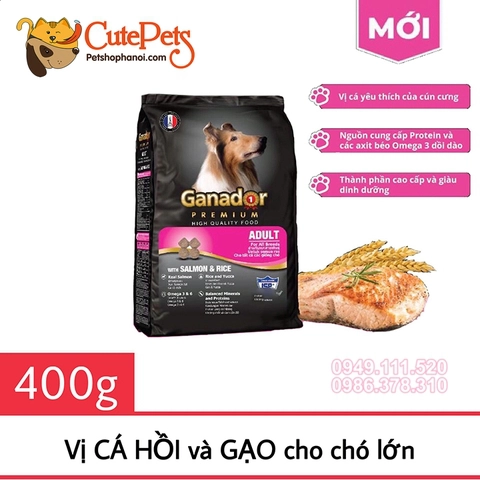 CutePets
Petshophanoi.com
MỚI
Vị cá yêu thích của cún cưng
Nguồn cung cấp Protein và
các axit béo Omega 3 dồi dào
Thành phần cao cấp và giàu
dinh dưỡng
Ganador
PREMIUM
HIGH QUALITY FOOD
ADULT
For All Breeds
WITH SALMON & RICE
Real Salmon
Rice and Yucca
Omega 3 & 6
Balanced Minerals
and Proteins
0949.111.520
0986.378.310
400g
Vị CÁ HỒI và GẠO cho chó lớn